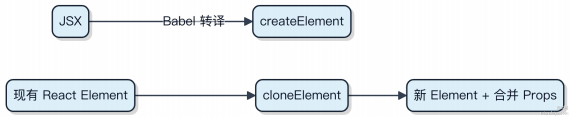 JSX
Babel 转译
createElement
现有 React Element
cloneElement
新 Element + 合并 Props